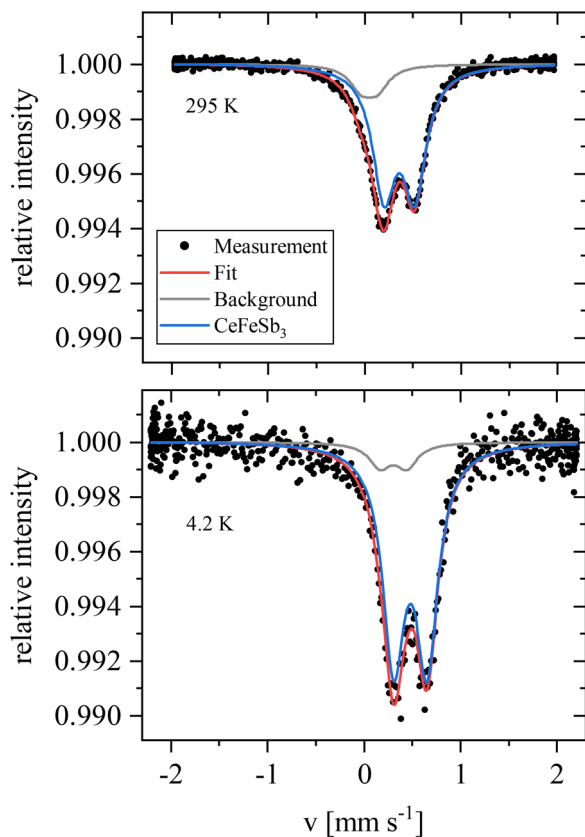 1.000
0.998
0.996
0.994
0.992
0.990
relative intensity
295 K
Measurement
Fit
Background
CeFeSb₃
1.000
0.998
0.996
0.994
0.992
0.990
relative intensity
4.2 K
-2 -1 0 1 2
v [mm s⁻¹]